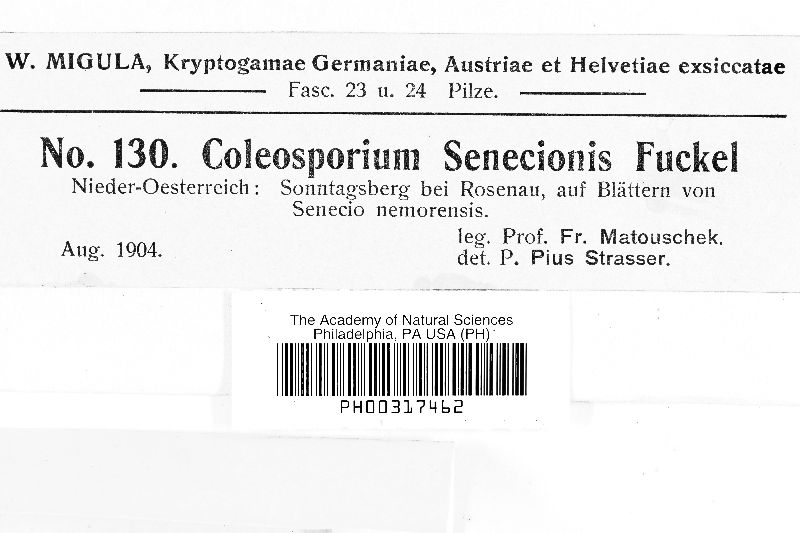 W. MIGULA, Kryptogamae Germaniae, Austriae et Helvetiae exsiccatae
Fasc. 23 u. 24 Pilze.
No. 130. Coleosporium Senecionis Fuckel
Nieder-Oesterreich: Sonntagsberg bei Rosenau, auf Blättern von
Senecio nemorensis.
Aug. 1904.
leg. Prof. Fr. Matouschek.
det. P. Pius Strasser.
The Academy of Natural Sciences
Philadelphia, PA USA (PH)
PH00317462